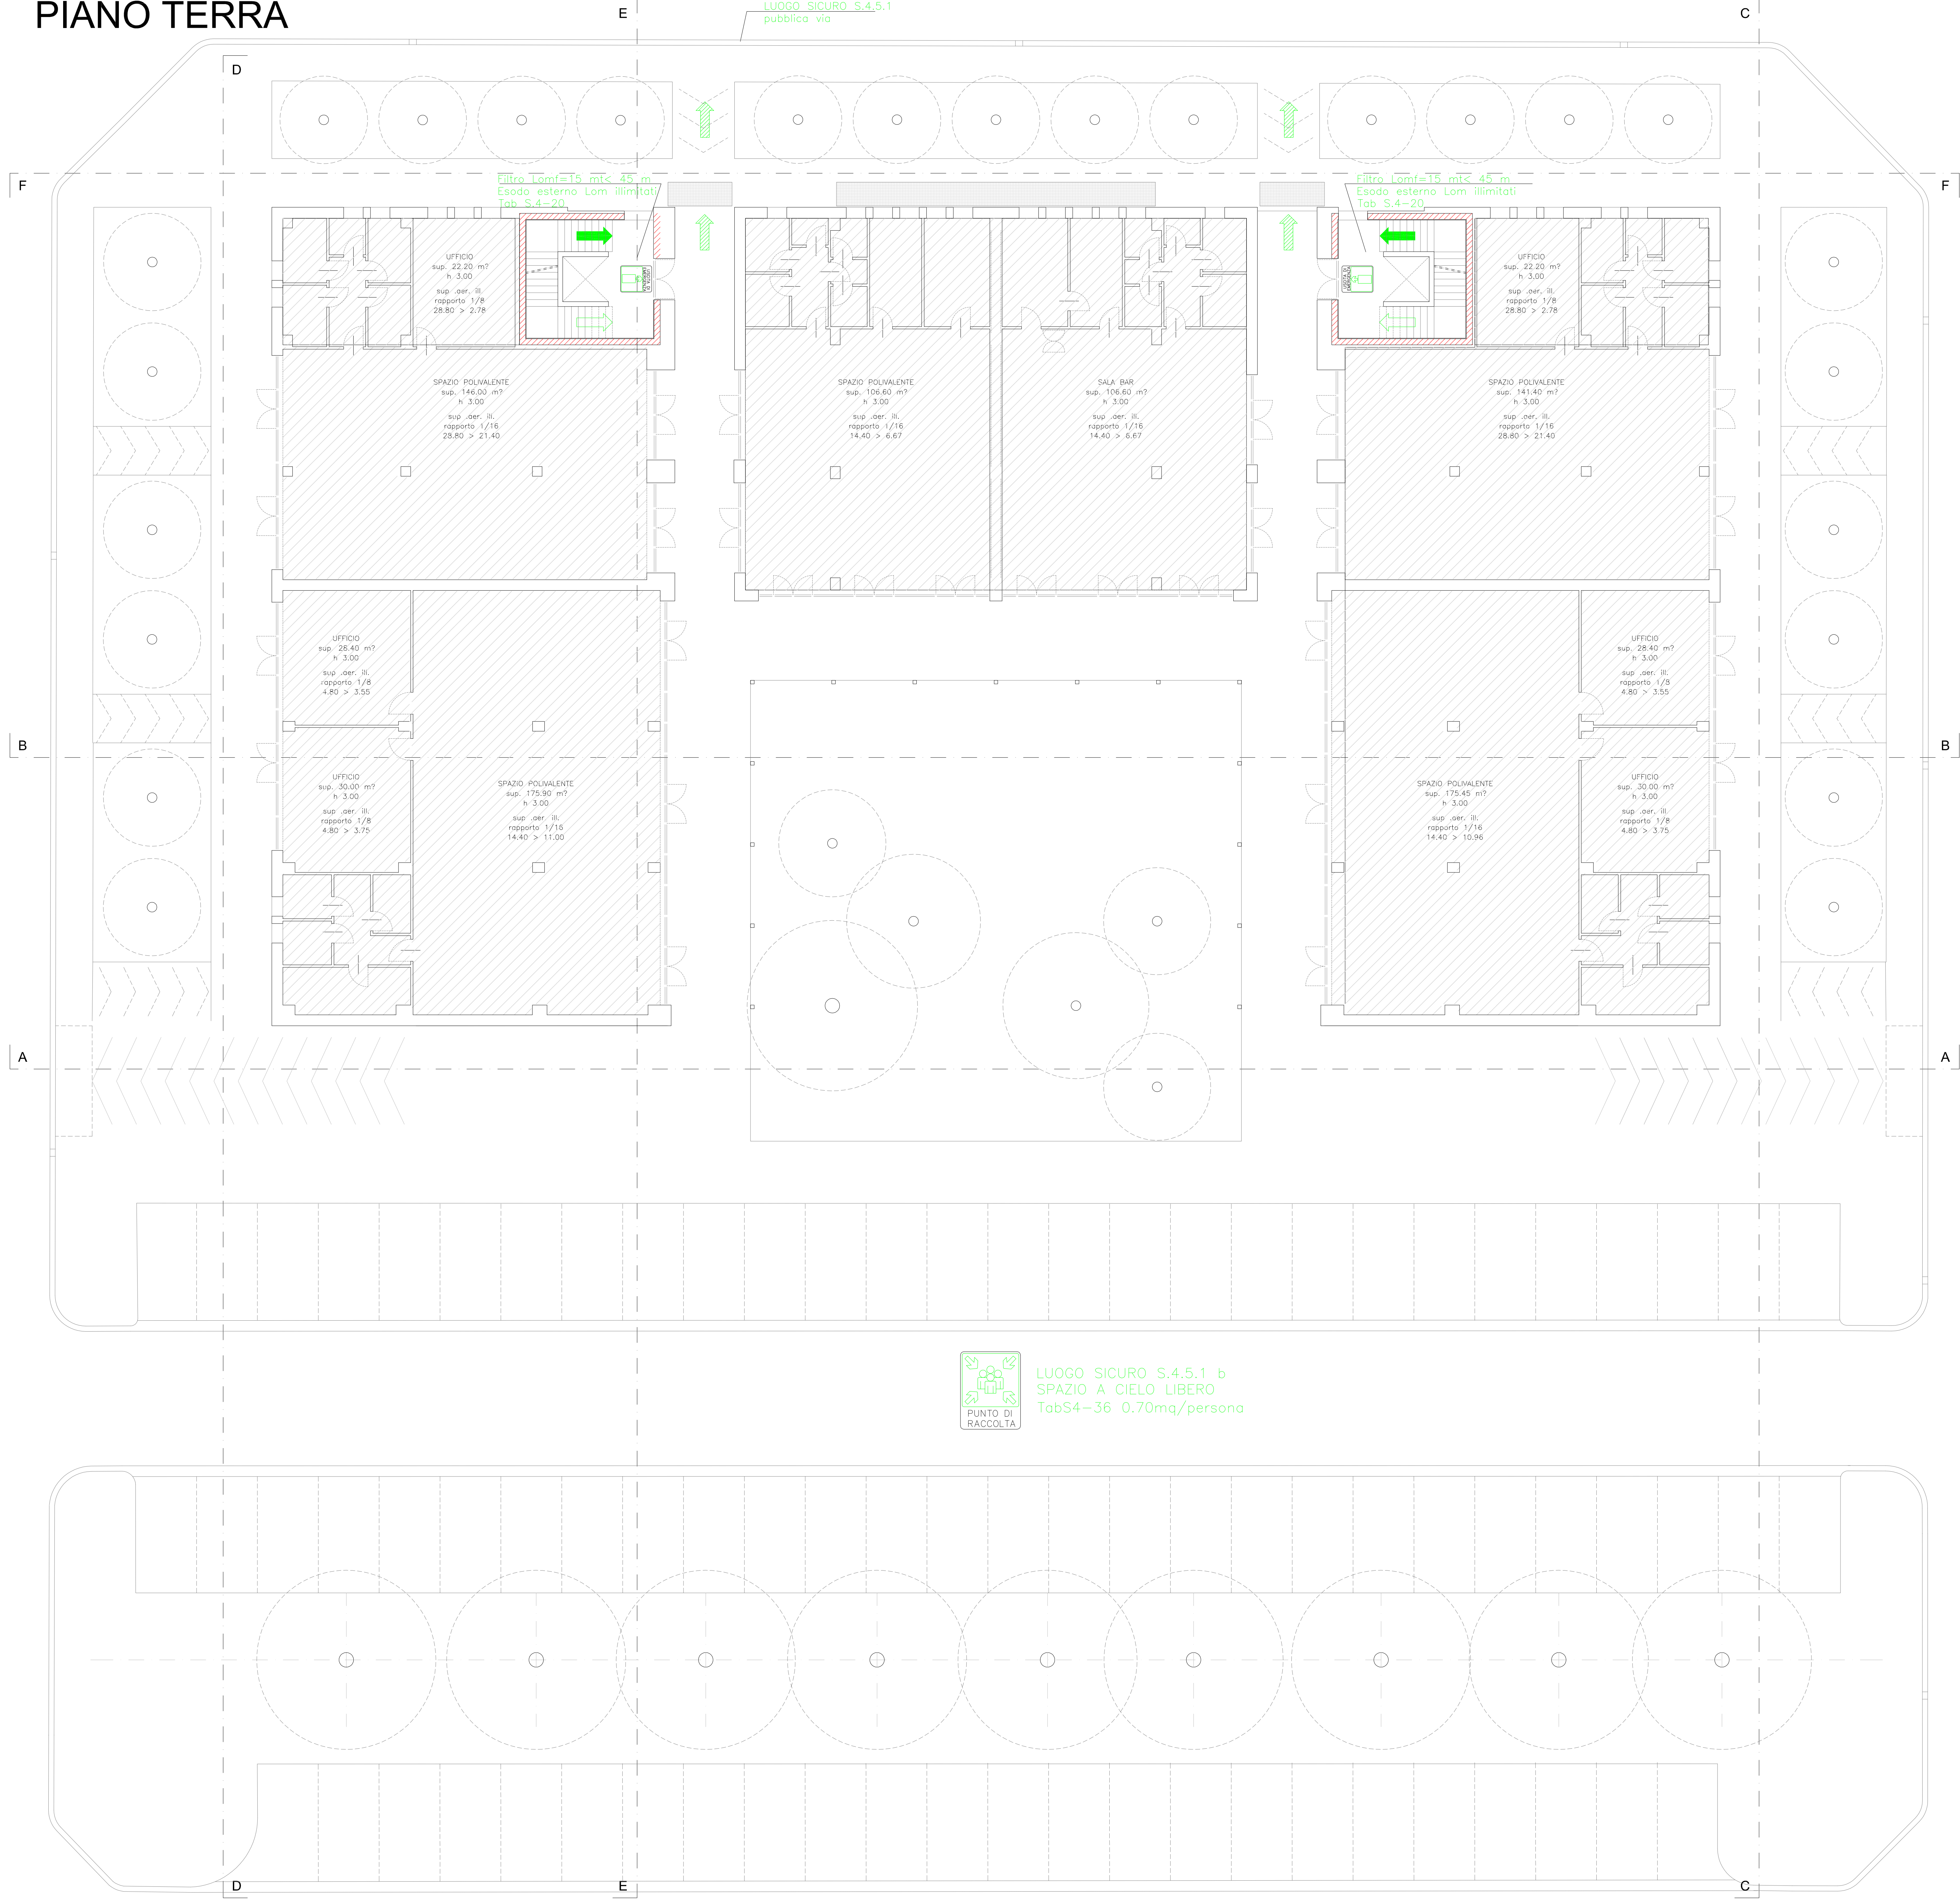 PIANO TERRA
E
LUOGO SICURO S.4.5.1
pubblica via
C
D
F
F
Filtro Lomf=15 mt< 45 m
Esodo esterno Lom illimitati
Tab S.4-20
Filtro Lomf=15 mt< 45 m
Esodo esterno Lom illimitati
Tab S.4-20
UFFICIO
sup. 22.20 m?
h 3.00
sup .aer. ill.
rapporto 1/8
28.80 > 2.78
USCITA DI
EMERGENZA
USCITA DI
EMERGENZA
UFFICIO
sup. 22.20 m?
h 3.00
sup .aer. ill.
rapporto 1/8
28.80 > 2.78
SPAZIO POLIVALENTE
sup. 146.00 m?
h 3.00
sup .aer. ill.
rapporto 1/16
28.80 > 21.40
SPAZIO POLIVALENTE
sup. 106.60 m?
h 3.00
sup .aer. ill.
rapporto 1/16
14.40 > 6.67
SALA BAR
sup. 106.60 m?
h 3.00
sup .aer. ill.
rapporto 1/16
14.40 > 6.67
SPAZIO POLIVALENTE
sup. 141.40 m?
h 3.00
sup .aer. ill.
rapporto 1/16
28.80 > 21.40
UFFICIO
sup. 28.40 m?
h 3.00
sup .aer. ill.
rapporto 1/8
4.80 > 3.55
UFFICIO
sup. 28.40 m?
h 3.00
sup .aer. ill.
rapporto 1/8
4.80 > 3.55
B
B
UFFICIO
sup. 30.00 m?
h 3.00
sup .aer. ill.
rapporto 1/8
4.80 > 3.75
SPAZIO POLIVALENTE
sup. 175.90 m?
h 3.00
sup .aer. ill.
rapporto 1/16
14.40 > 11.00
SPAZIO POLIVALENTE
sup. 175.45 m?
h 3.00
sup .aer. ill.
rapporto 1/16
14.40 > 10.96
UFFICIO
sup. 30.00 m?
h 3.00
sup .aer. ill.
rapporto 1/8
4.80 > 3.75
A
A
LUOGO SICURO S.4.5.1 b
SPAZIO A CIELO LIBERO
TabS4-36 0.70mq/persona
PUNTO DI
RACCOLTA
D
E
C